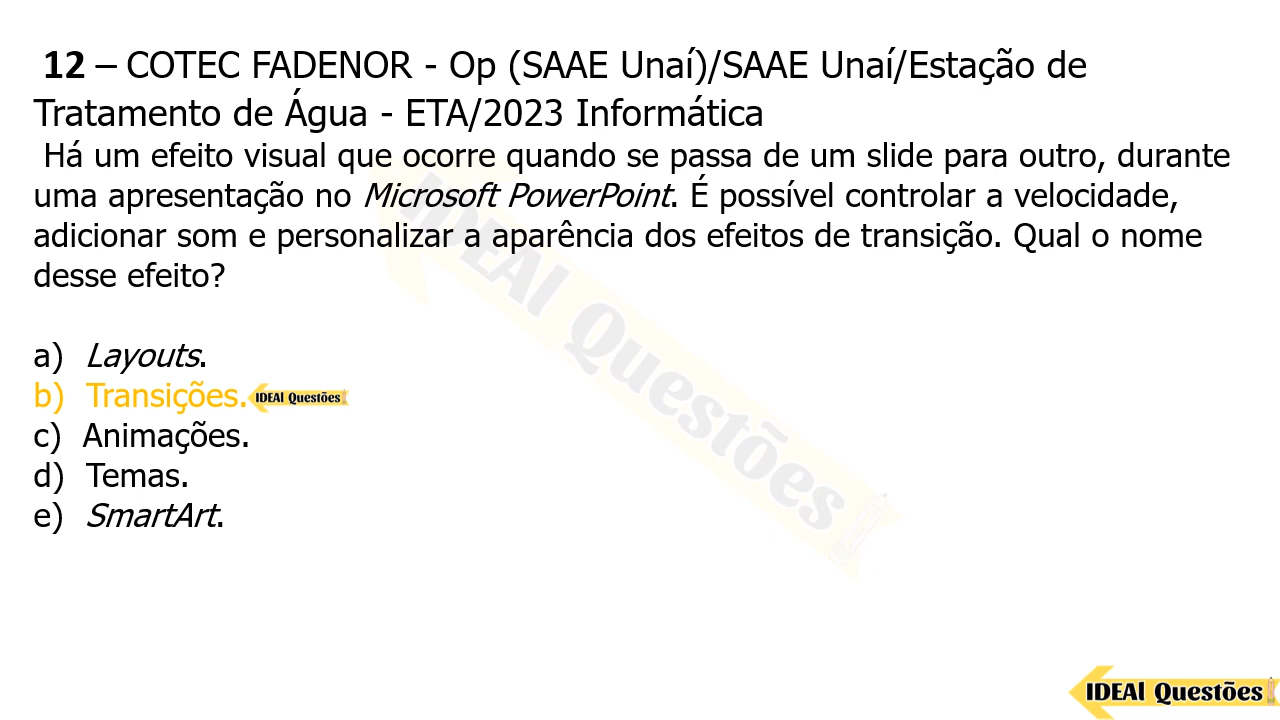 12 – COTEC FADENOR - Op (SAAE Unaí)/SAAE Unaí/Estação de
Tratamento de Água - ETA/2023 Informática
Há um efeito visual que ocorre quando se passa de um slide para outro, durante
uma apresentação no Microsoft PowerPoint. É possível controlar a velocidade,
adicionar som e personalizar a aparência dos efeitos de transição. Qual o nome
desse efeito?
a) Layouts.
b) Transições. IDEAl Questões
c) Animações.
d) Temas.
e) SmartArt.
IDEAl Questões
IDEAl Questões